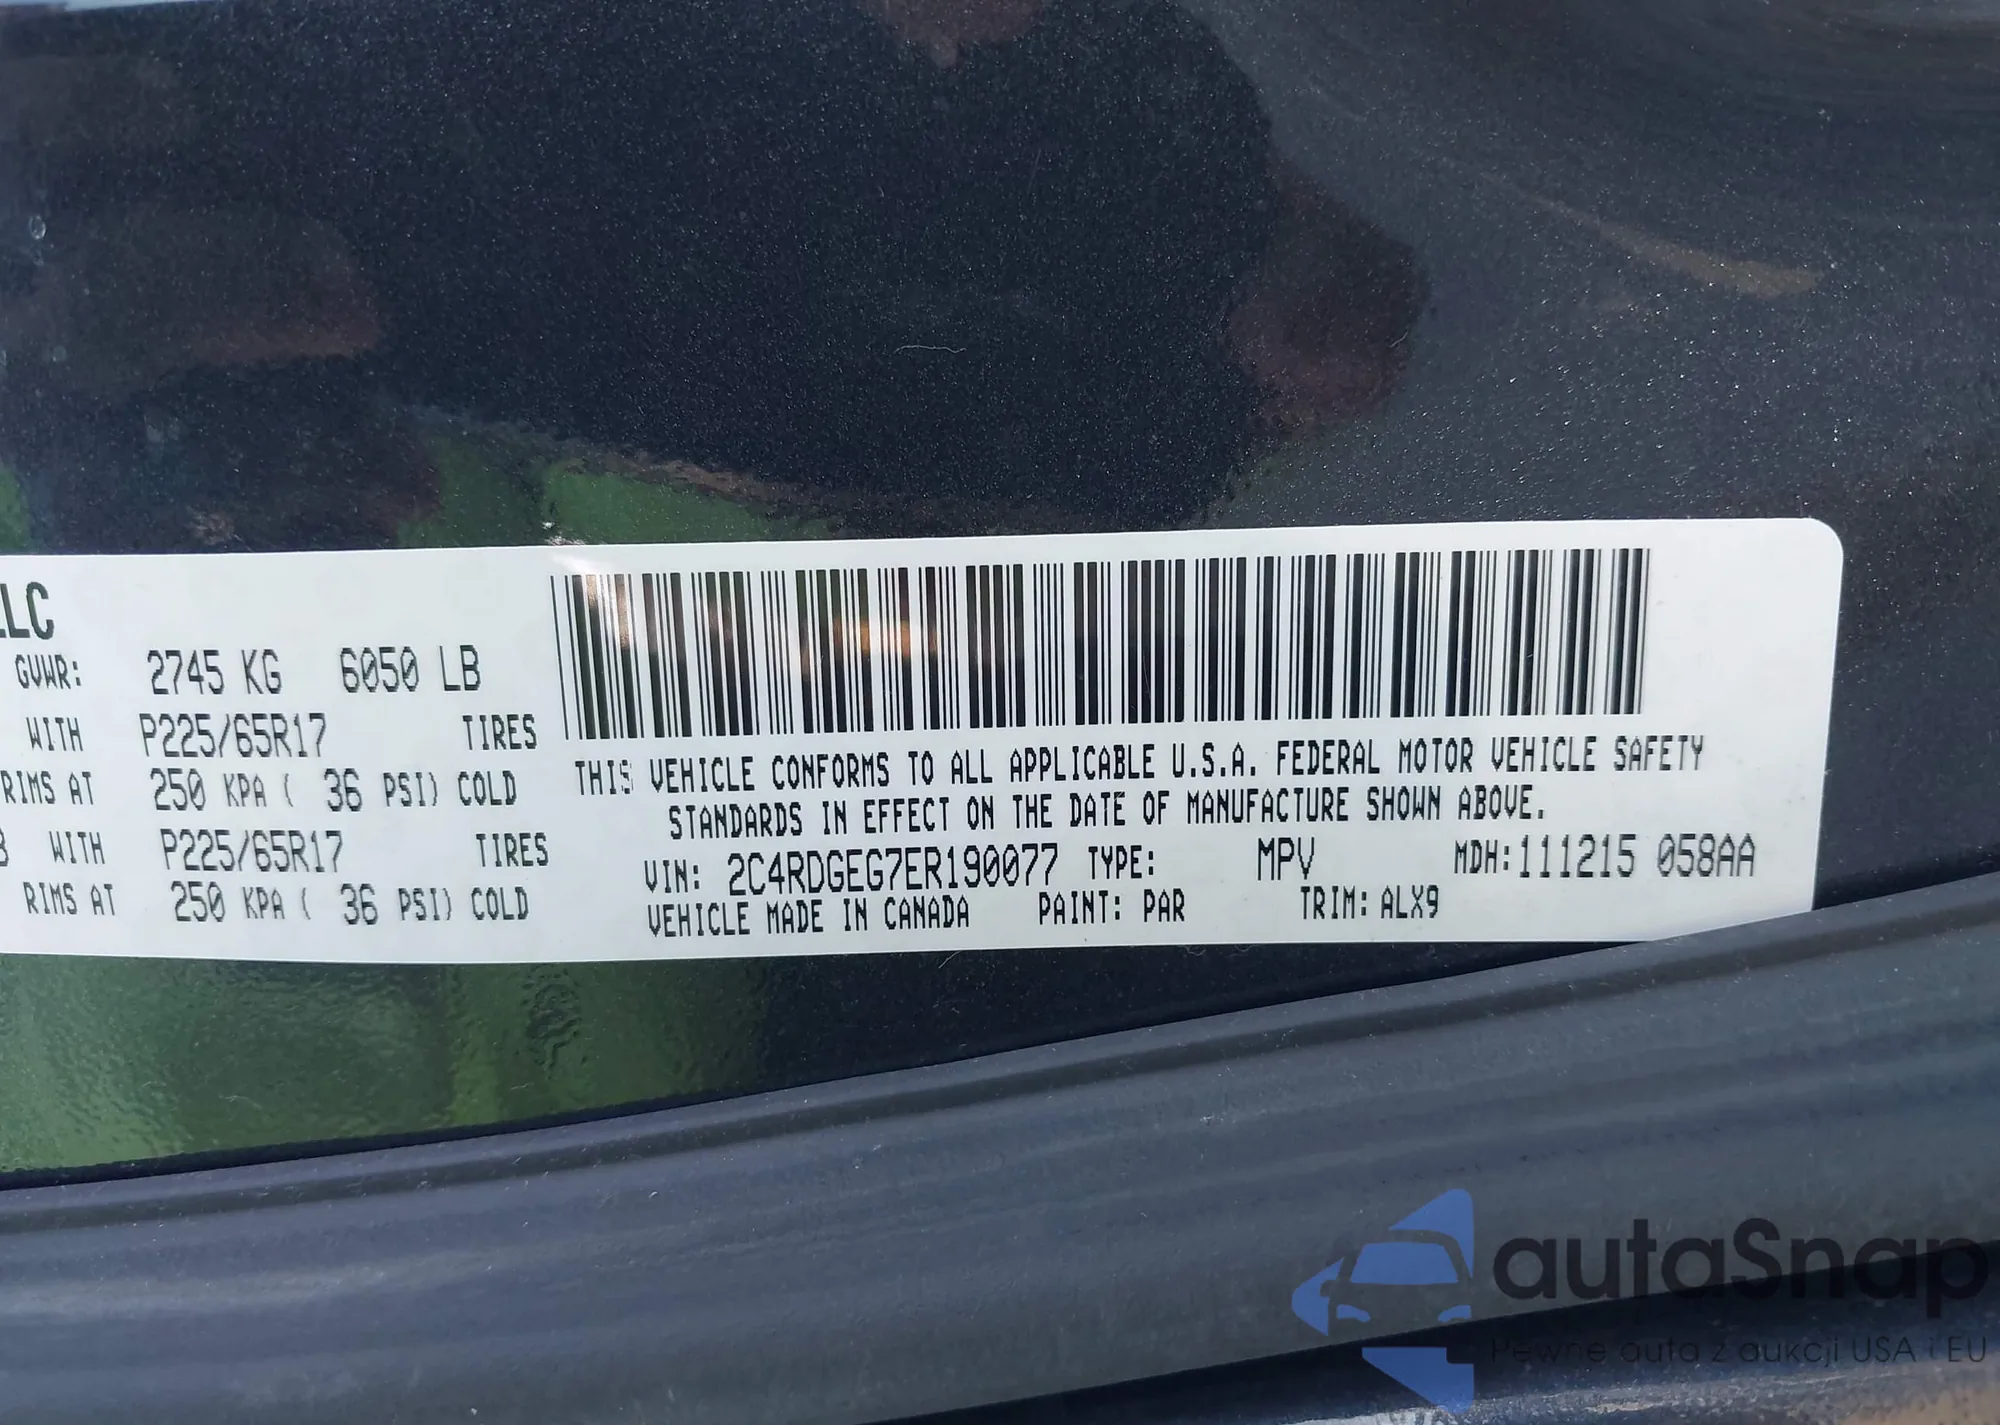 LLC
GVWR: 2745 KG 6050 LB
WITH P225/65R17 TIRES
RIMS AT 250 KPA ( 36 PSI) COLD
WITH P225/65R17 TIRES
RIMS AT 250 KPA ( 36 PSI) COLD
THIS VEHICLE CONFORMS TO ALL APPLICABLE U.S.A. FEDERAL MOTOR VEHICLE SAFETY
STANDARDS IN EFFECT ON THE DATE OF MANUFACTURE SHOWN ABOVE.
VIN: 2C4RDGEG7ER190077 TYPE: MPV MDH:111215 058AA
VEHICLE MADE IN CANADA PAINT: PAR TRIM: ALX9
autaSnap
Pewne auta z aukcji USA i EU